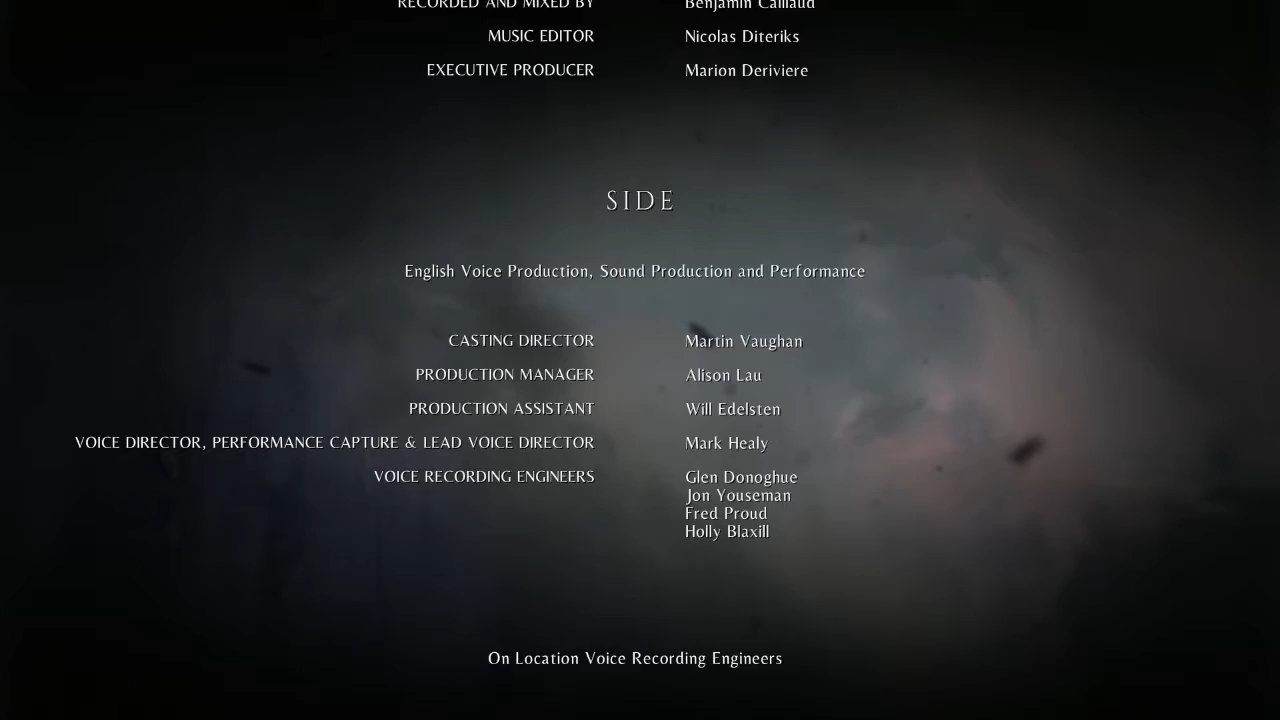 RECORDED AND MIXED BY Benjamin Caillaud
MUSIC EDITOR Nicolas Diteriks
EXECUTIVE PRODUCER Marion Deriviere
SIDE
English Voice Production, Sound Production and Performance
CASTING DIRECTOR Martin Vaughan
PRODUCTION MANAGER Alison Lau
PRODUCTION ASSISTANT Will Edelsten
VOICE DIRECTOR, PERFORMANCE CAPTURE & LEAD VOICE DIRECTOR Mark Healy
VOICE RECORDING ENGINEERS Glen Donoghue
Jon Youseman
Fred Proud
Holly Blaxill
On Location Voice Recording Engineers